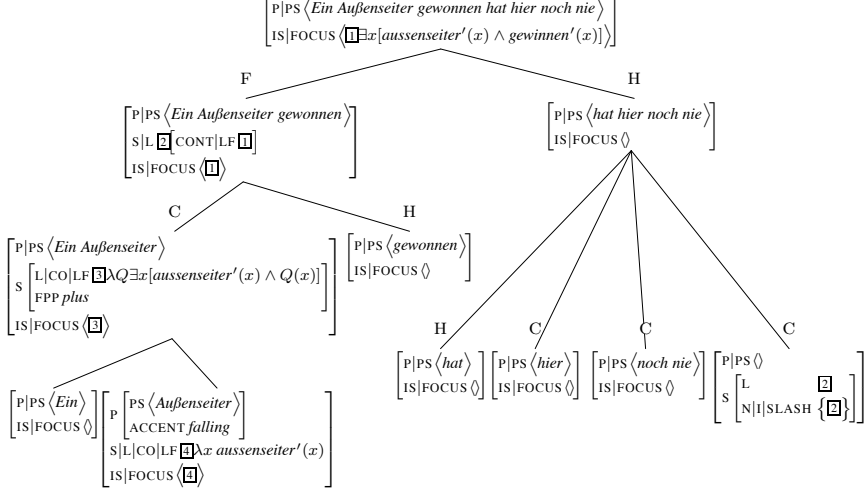 P|PS ⟨Ein Außenseiter gewonnen hat hier noch nie⟩
IS|FOCUS ⟨1∃x[aussenseiter′(x) ∧ gewinnen′(x)]⟩
F
H
P|PS ⟨Ein Außenseiter gewonnen⟩
S|L 2[CONT|LF 1]
IS|FOCUS ⟨1⟩
P|PS ⟨hat hier noch nie⟩
IS|FOCUS ⟨⟩
C
H
P|PS ⟨Ein Außenseiter⟩
S [L|CO|LF 3λQ∃x[aussenseiter′(x) ∧ Q(x)]
FPP plus]
IS|FOCUS ⟨3⟩
P|PS ⟨gewonnen⟩
IS|FOCUS ⟨⟩
H
C
C
C
P|PS ⟨hat⟩
IS|FOCUS ⟨⟩
P|PS ⟨hier⟩
IS|FOCUS ⟨⟩
P|PS ⟨noch nie⟩
IS|FOCUS ⟨⟩
P|PS ⟨⟩
S [L 2
N|I|SLASH {2}]
P|PS ⟨Ein⟩
IS|FOCUS ⟨⟩
P [PS ⟨Außenseiter⟩
ACCENT falling]
S|L|CO|LF 4λx aussenseiter′(x)
IS|FOCUS ⟨4⟩